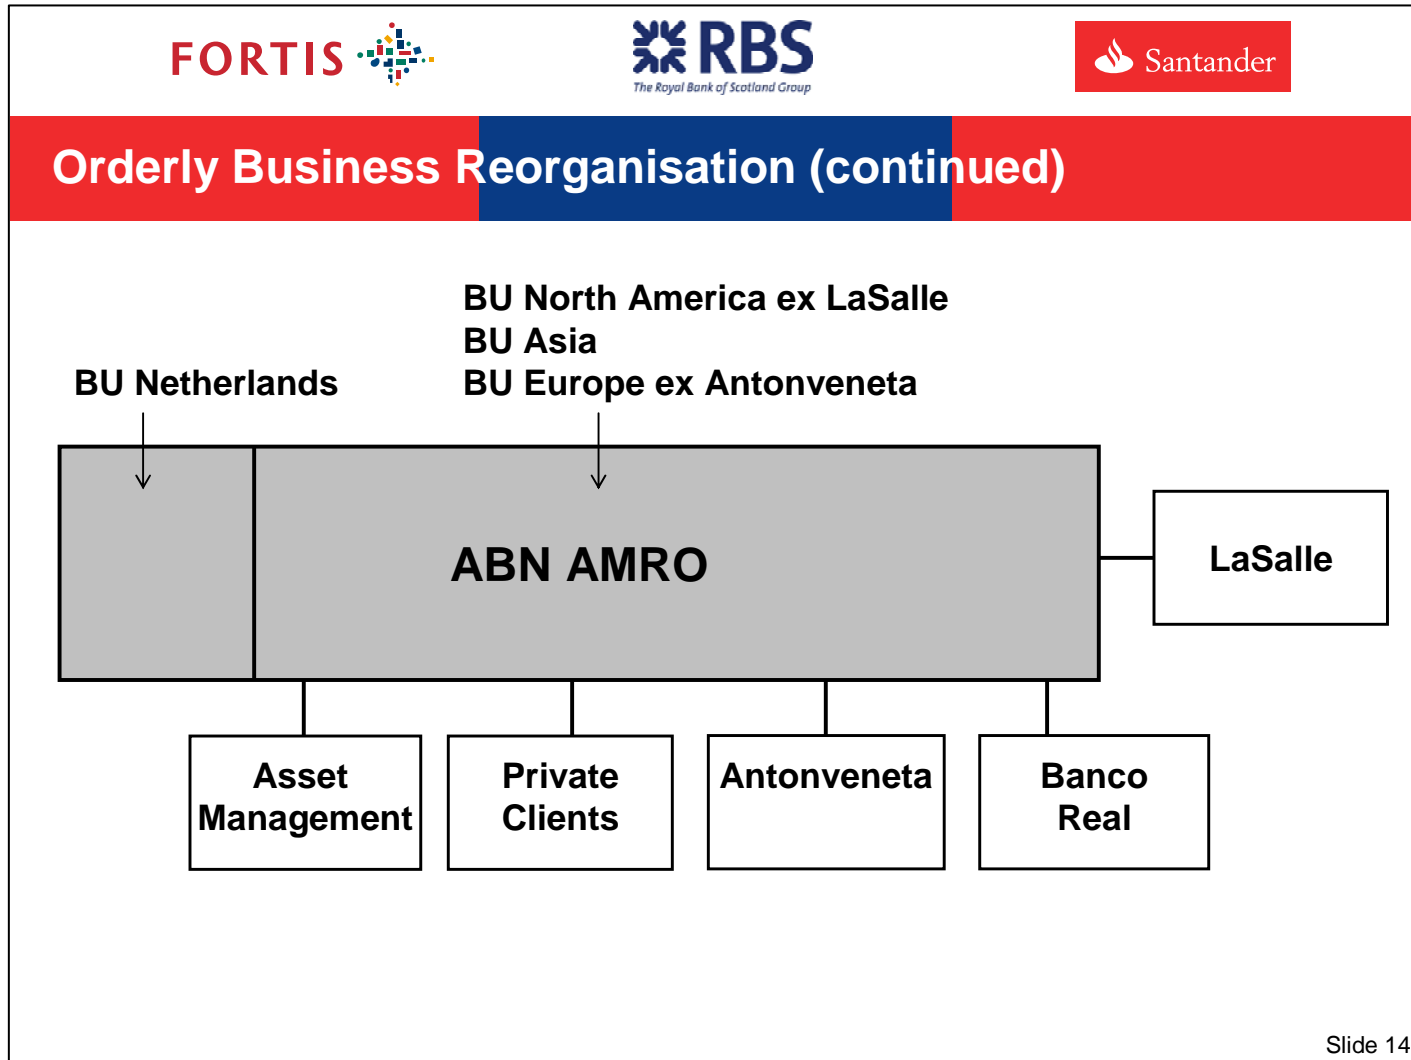 FORTIS
RBS
The Royal Bank of Scotland Group
Santander
Orderly Business Reorganisation (continued)
BU North America ex LaSalle
BU Asia
BU Netherlands
BU Europe ex Antonveneta
ABN AMRO
LaSalle
Asset
Management
Private
Clients
Antonveneta
Banco
Real
Slide 14